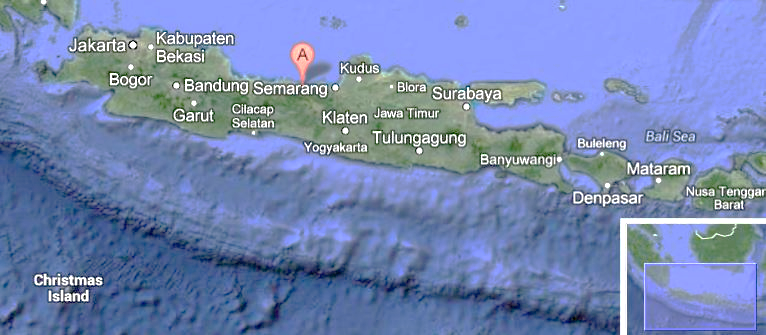 Jakarta
Kabupaten
Bekasi
A
Bogor
Bandung
Semarang
Kudus
Blora
Surabaya
Garut
Cilacap
Selatan
Klaten
Jawa Timur
Yogyakarta
Tulungagung
Banyuwangi
Buleleng
Bali Sea
Mataram
Denpasar
Nusa Tenggar
Barat
Christmas
Island